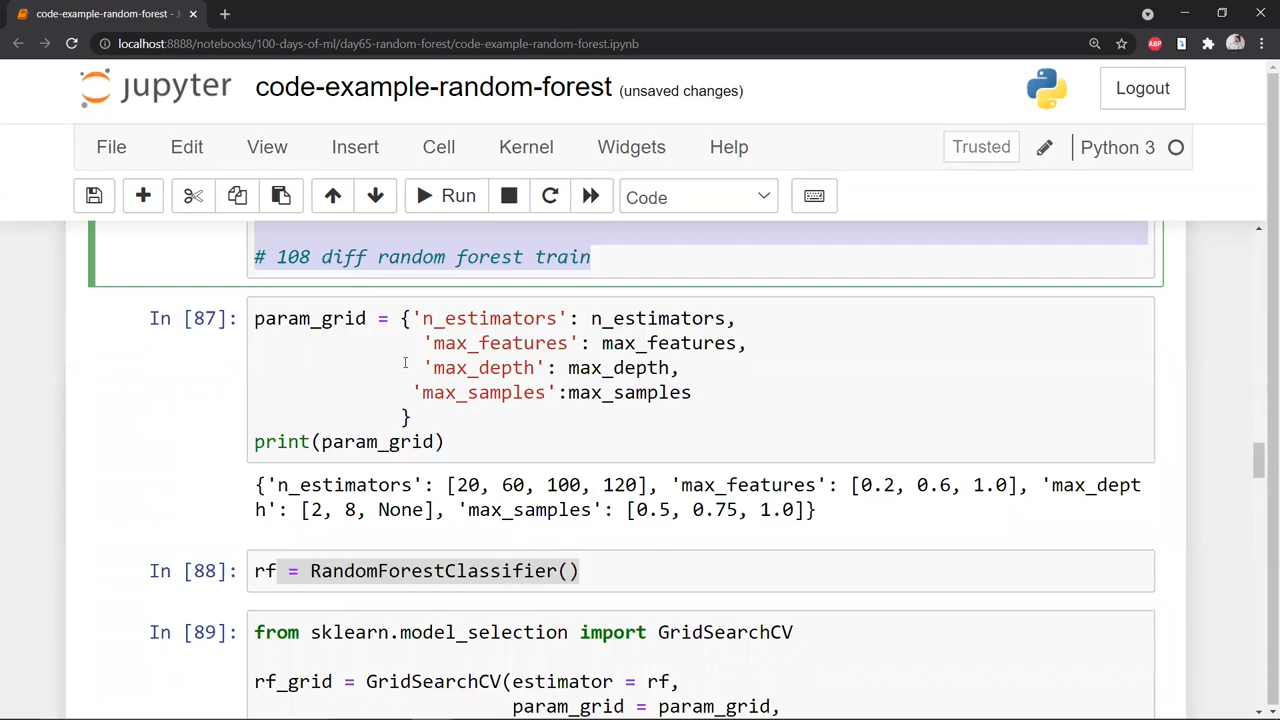 code-example-random-forest - J
localhost:8888/notebooks/100-days-of-ml/day65-random-forest/code-example-random-forest.ipynb
ABP
jupyter code-example-random-forest (unsaved changes) Logout
File Edit View Insert Cell Kernel Widgets Help Trusted Python 3
Run Code
# 108 diff random forest train
In [87]: param_grid = {'n_estimators': n_estimators,
'max_features': max_features,
'max_depth': max_depth,
'max_samples':max_samples
}
print(param_grid)
{'n_estimators': [20, 60, 100, 120], 'max_features': [0.2, 0.6, 1.0], 'max_dept
h': [2, 8, None], 'max_samples': [0.5, 0.75, 1.0]}
In [88]: rf = RandomForestClassifier()
In [89]: from sklearn.model_selection import GridSearchCV
rf_grid = GridSearchCV(estimator = rf,
param_grid = param_grid,